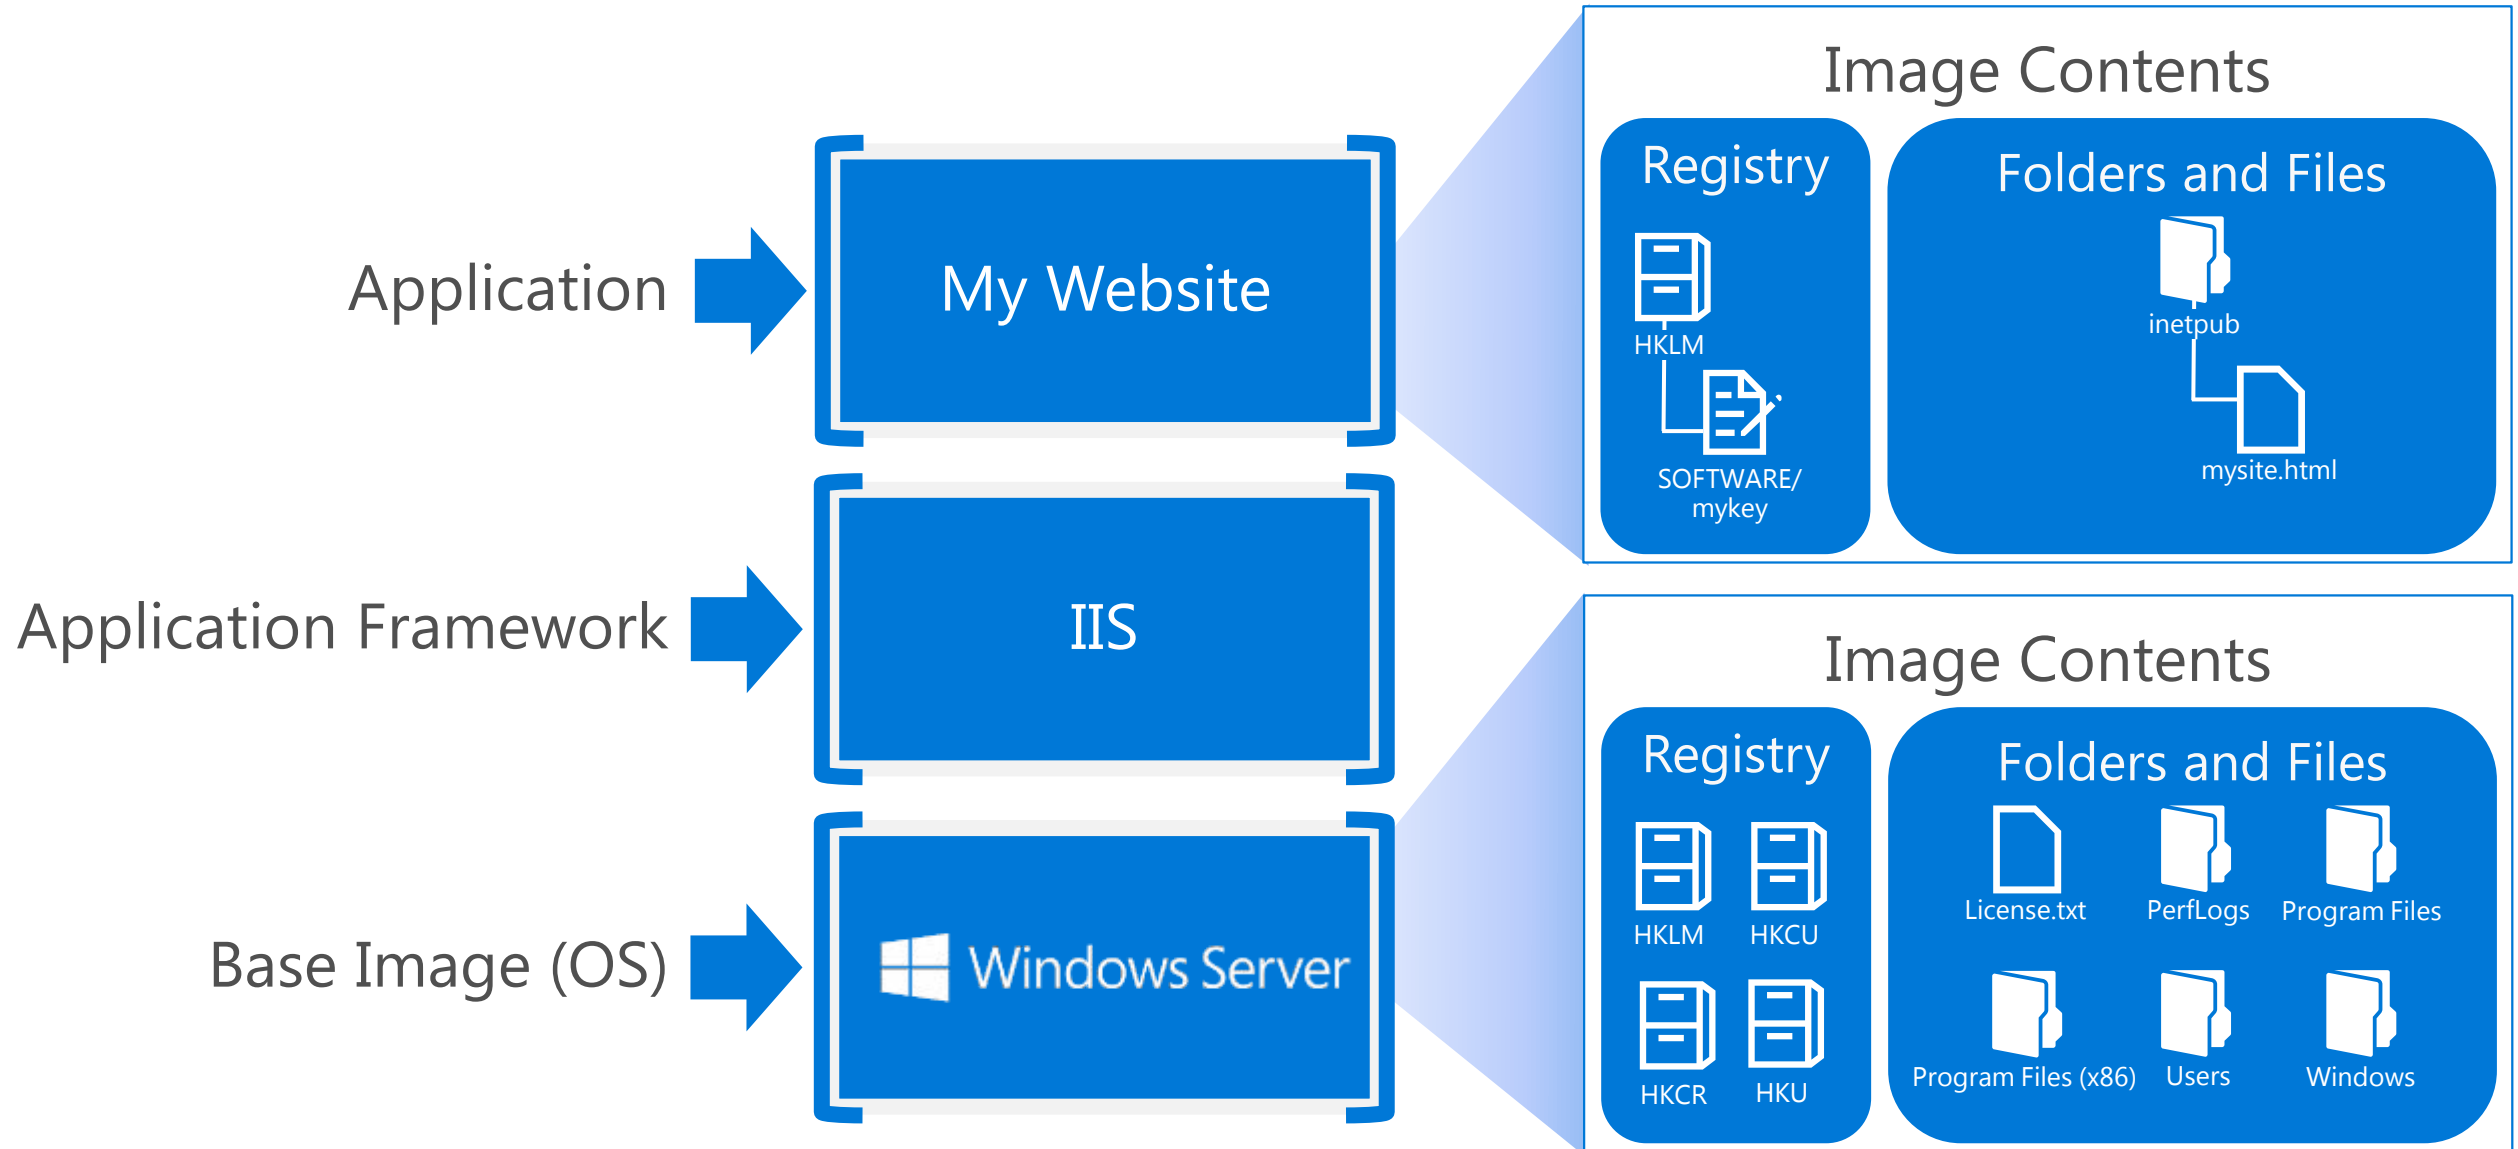 Application
Application Framework
Base Image (OS)
My Website
IIS
Windows Server
Image Contents
Registry
HKLM
SOFTWARE/
mykey
Folders and Files
inetpub
mysite.html
Image Contents
Registry
HKLM HKCU
HKCR HKU
Folders and Files
License.txt PerfLogs Program Files
Program Files (x86) Users Windows